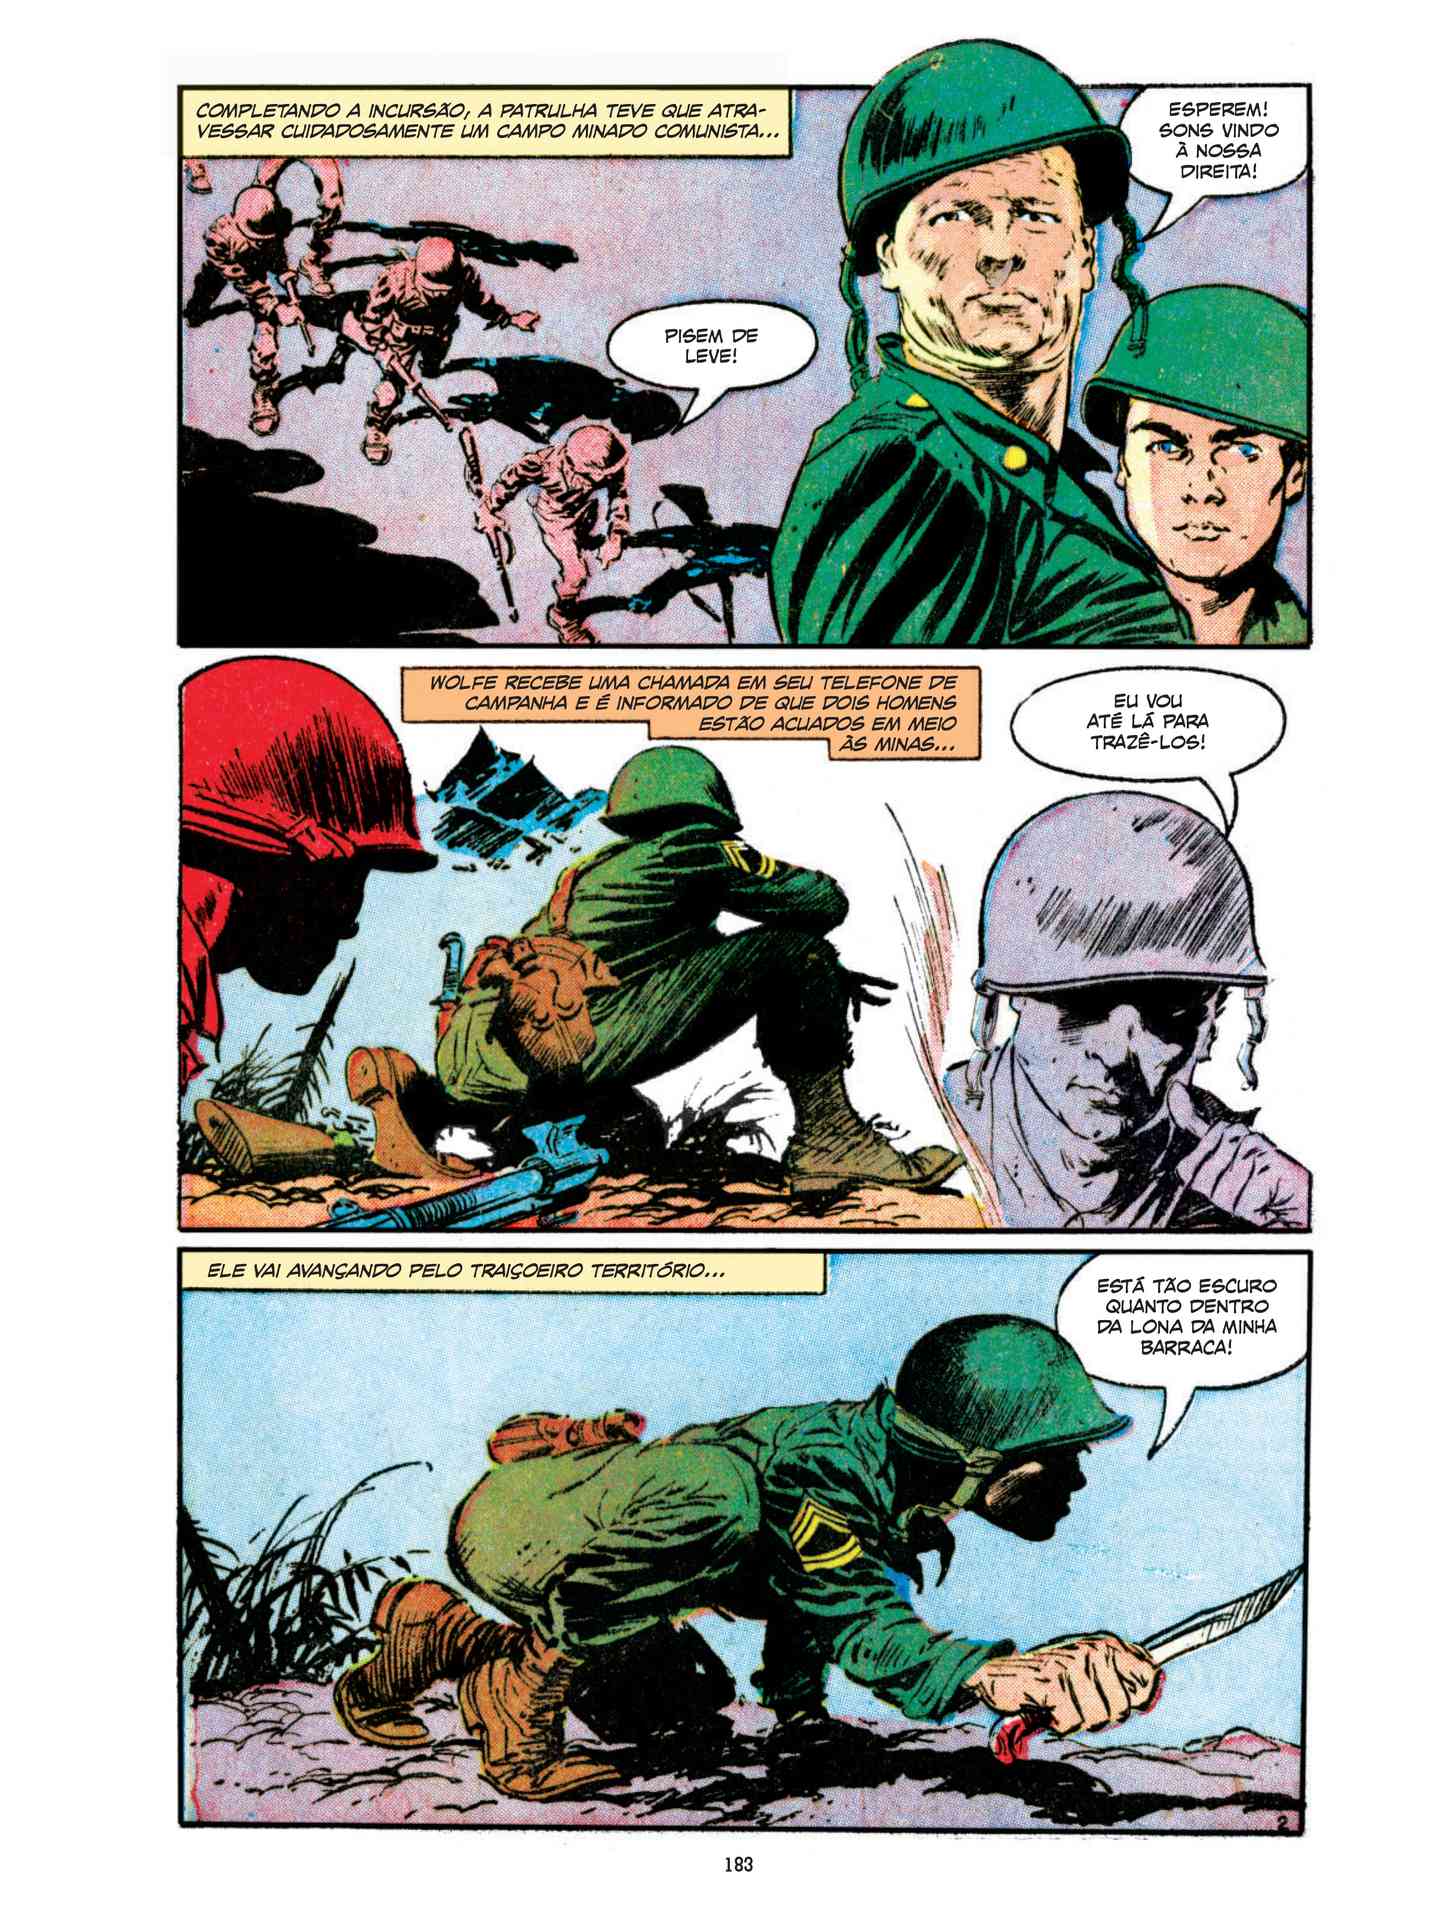 COMPLETANDO A INCURSÃO, A PATRULHA TEVE QUE ATRA-
VESSAR CUIDADOSAMENTE UM CAMPO MINADO COMUNISTA...
ESPEREM!
SONS VINDO
À NOSSA
DIREITA!
PISEM DE
LEVE!
WOLFE RECEBE UMA CHAMADA EM SEU TELEFONE DE
CAMPANHA E É INFORMADO DE QUE DOIS HOMENS
ESTÃO ACUADOS EM MEIO
ÀS MINAS...
EU VOU
ATÉ LÁ PARA
TRAZÊ-LOS!
ELE VAI AVANÇANDO PELO TRAIÇOEIRO TERRITÓRIO...
ESTÁ TÃO ESCURO
QUANTO DENTRO
DA LONA DA MINHA
BARRACA!
2
183